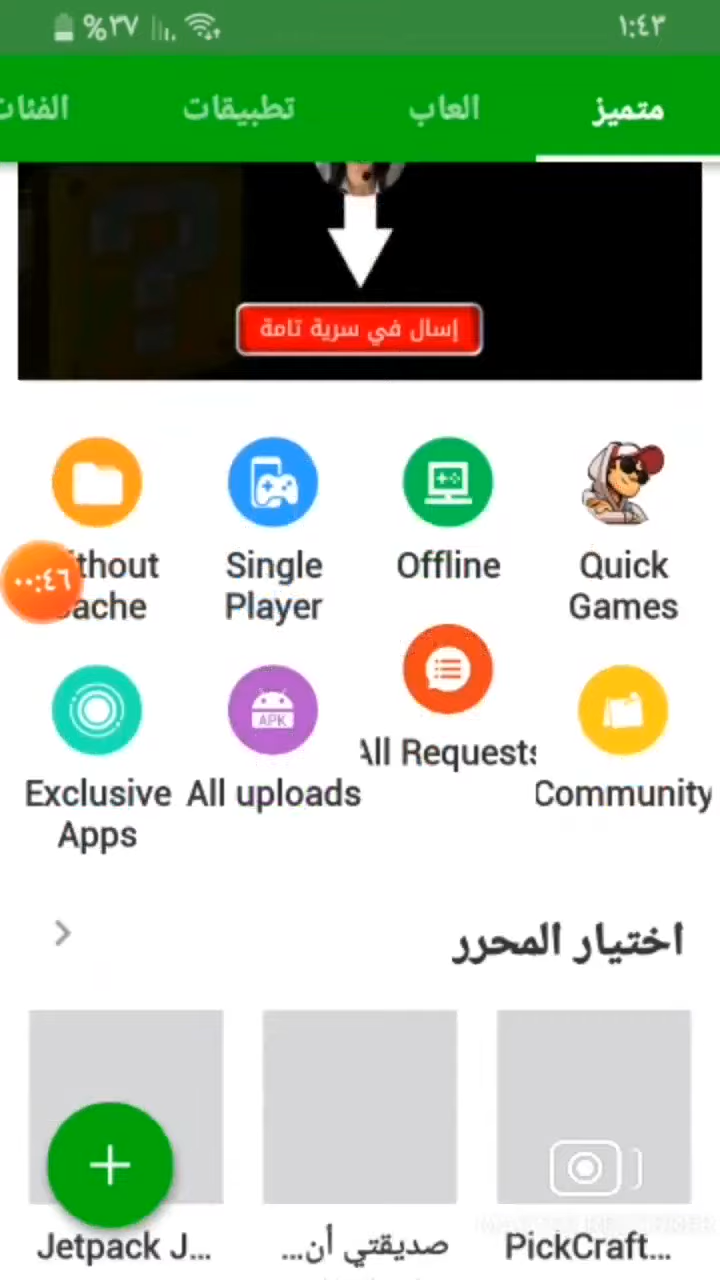 ١:٤٣
%٣٧
متميز
العاب
تطبيقات
الفئات
إسال في سرية تامة
Quick
Games
Offline
Single
Player
ithout
ache
٠٠:٤٦
Community
All Requests
APK
All uploads
Exclusive
Apps
اختيار المحرر
PickCraft...
صديقتي أن...
Jetpack J...